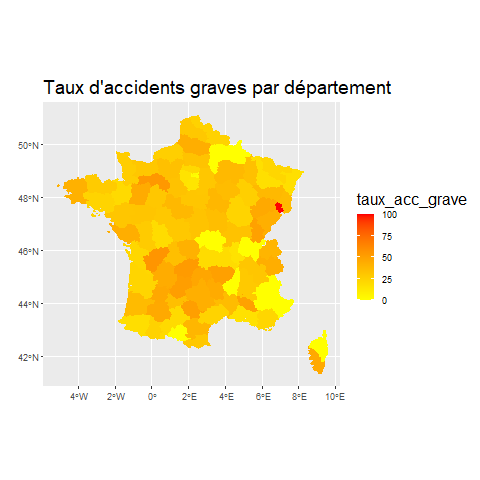 Taux d'accidents graves par département
50°N
48°N
46°N
44°N
42°N
4°W 2°W 0° 2°E 4°E 6°E 8°E 10°E
taux_acc_grave
100
75
50
25
0